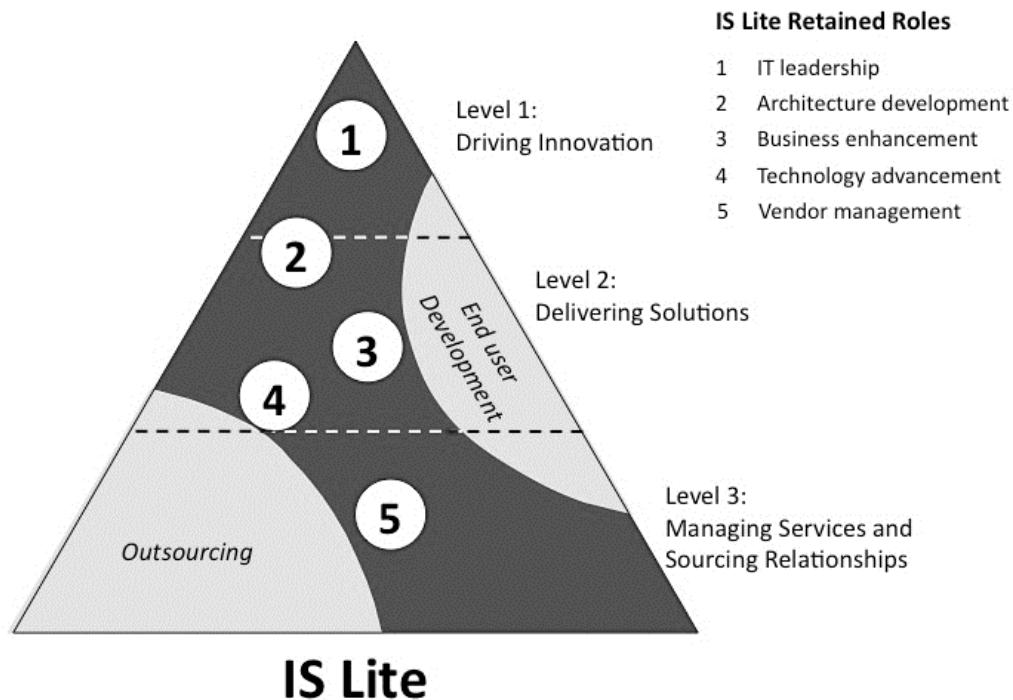 IS Lite Retained Roles
1 IT leadership
2 Architecture development
3 Business enhancement
4 Technology advancement
5 Vendor management
Level 1:
Driving Innovation
1
2
Level 2:
Delivering Solutions
End user
Development
3
4
Level 3:
Managing Services and
Sourcing Relationships
5
Outsourcing
IS Lite